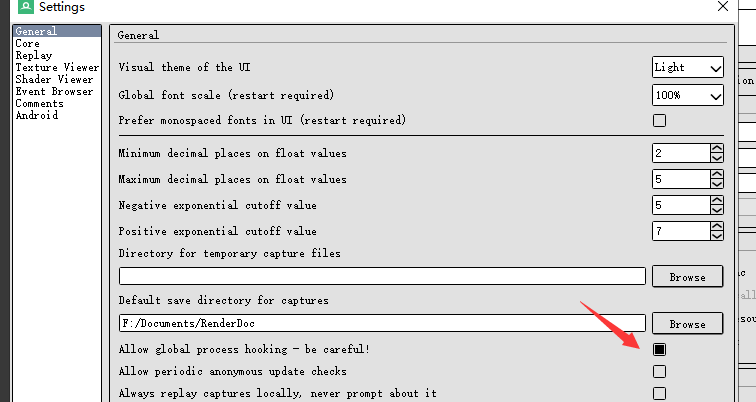 Settings
General
Core
Replay
Texture Viewer
Shader Viewer
Event Browser
Comments
Android
General
Visual theme of the UI
Light
Global font scale (restart required)
100%
Prefer monospaced fonts in UI (restart required)
Minimum decimal places on float values
2
Maximum decimal places on float values
5
Negative exponential cutoff value
5
Positive exponential cutoff value
7
Directory for temporary capture files
Browse
Default save directory for captures
F:/Documents/RenderDoc
Browse
Allow global process hooking - be careful!
Allow periodic anonymous update checks
Always replay captures locally, never prompt about it